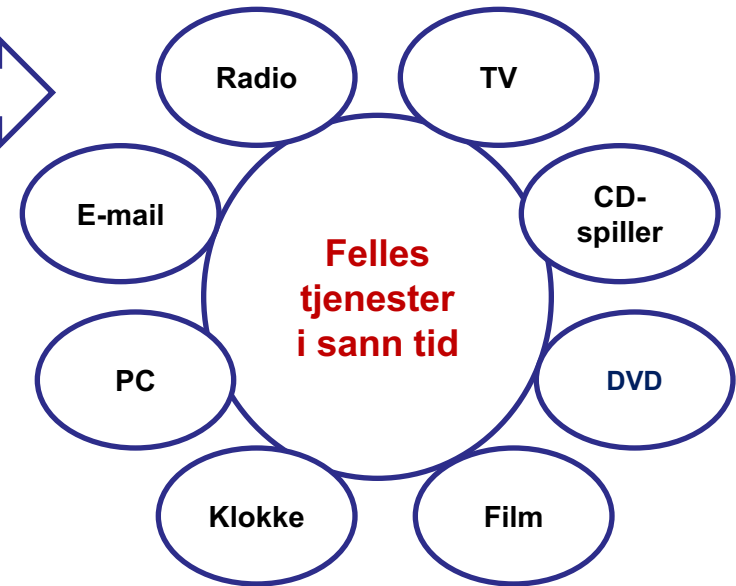 Radio
TV
E-mail
CD-
spiller
Felles
tjenester
i sann tid
PC
DVD
Klokke
Film